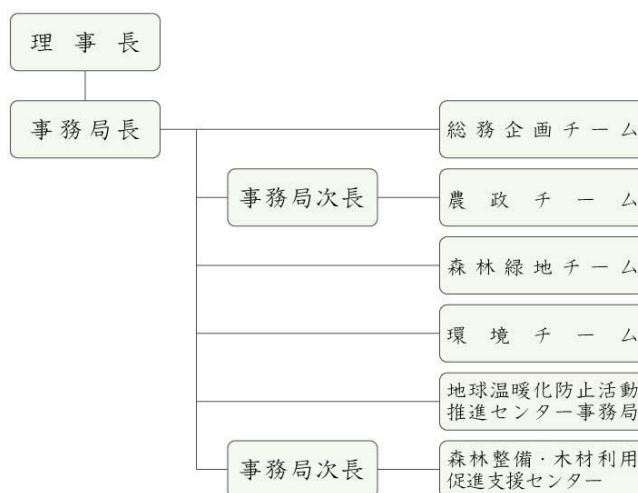 理事長
事務局長
総務企画チーム
事務局次長
農政チーム
森林緑地チーム
環境チーム
地球温暖化防止活動
推進センター事務局
事務局次長
森林整備・木材利用
促進支援センター